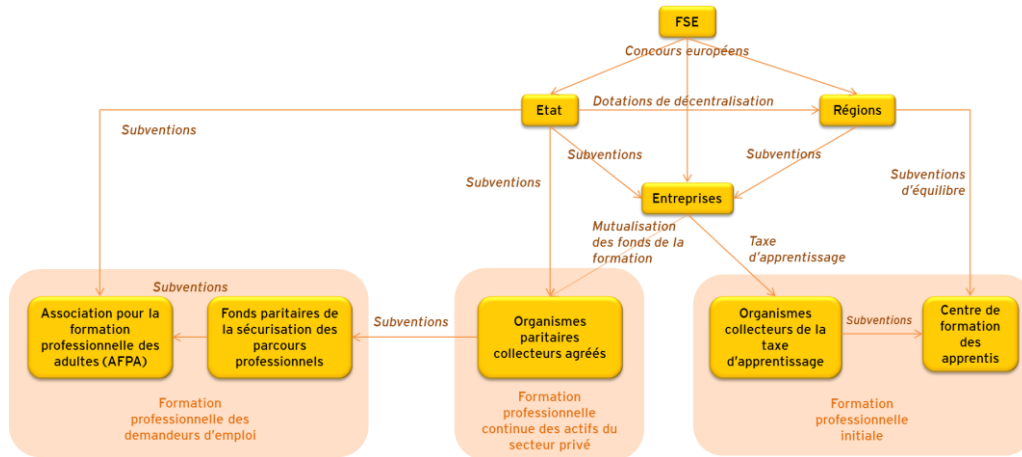 FSE
Concours européens
Etat
Dotations de décentralisation
Régions
Subventions
Subventions
Subventions
Subventions
Subventions
d'équilibre
Entreprises
Mutualisation
des fonds de la
formation
Taxe
d'apprentissage
Subventions
Association pour la
formation
professionnelle des
adultes (AFPA)
Fonds paritaires de
la sécurisation des
parcours
professionnels
Subventions
Organismes
paritaires
collecteurs agréés
Organismes
collecteurs de la
taxe
d'apprentissage
Subventions
Centre de
formation
des
apprentis
Formation
professionnelle des
demandeurs d'emploi
Formation
professionnelle
continue des actifs du
secteur privé
Formation
professionnelle
initiale